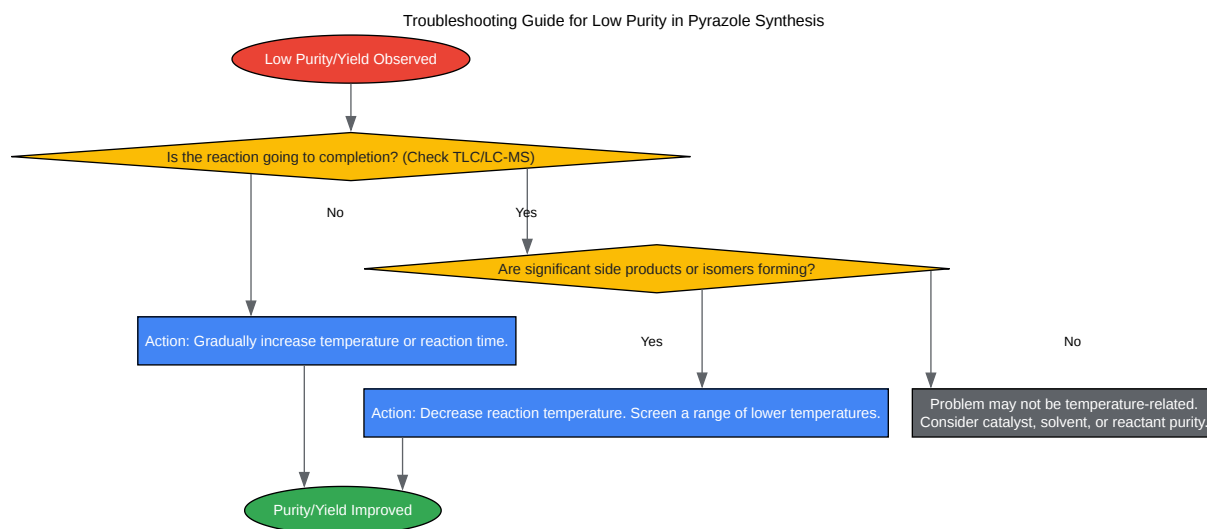 Troubleshooting Guide for Low Purity in Pyrazole Synthesis
Low Purity/Yield Observed
Is the reaction going to completion? (Check TLC/LC-MS)
No
Yes
Are significant side products or isomers forming?
Action: Gradually increase temperature or reaction time.
Yes
No
Action: Decrease reaction temperature. Screen a range of lower temperatures.
Problem may not be temperature-related.
Consider catalyst, solvent, or reactant purity.
Purity/Yield Improved